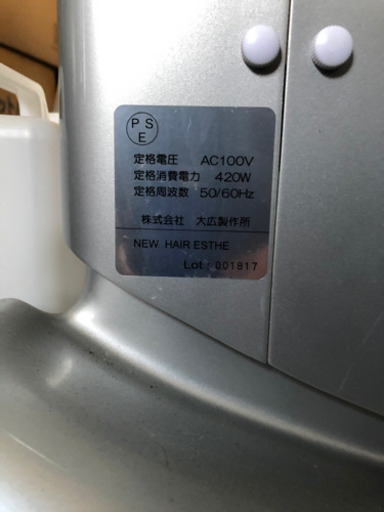 PS
E
定格電圧 AC100V
定格消費電力 420W
定格周波数 50/60Hz
株式会社 大広製作所
NEW HAIR ESTHE
Lot : 001817